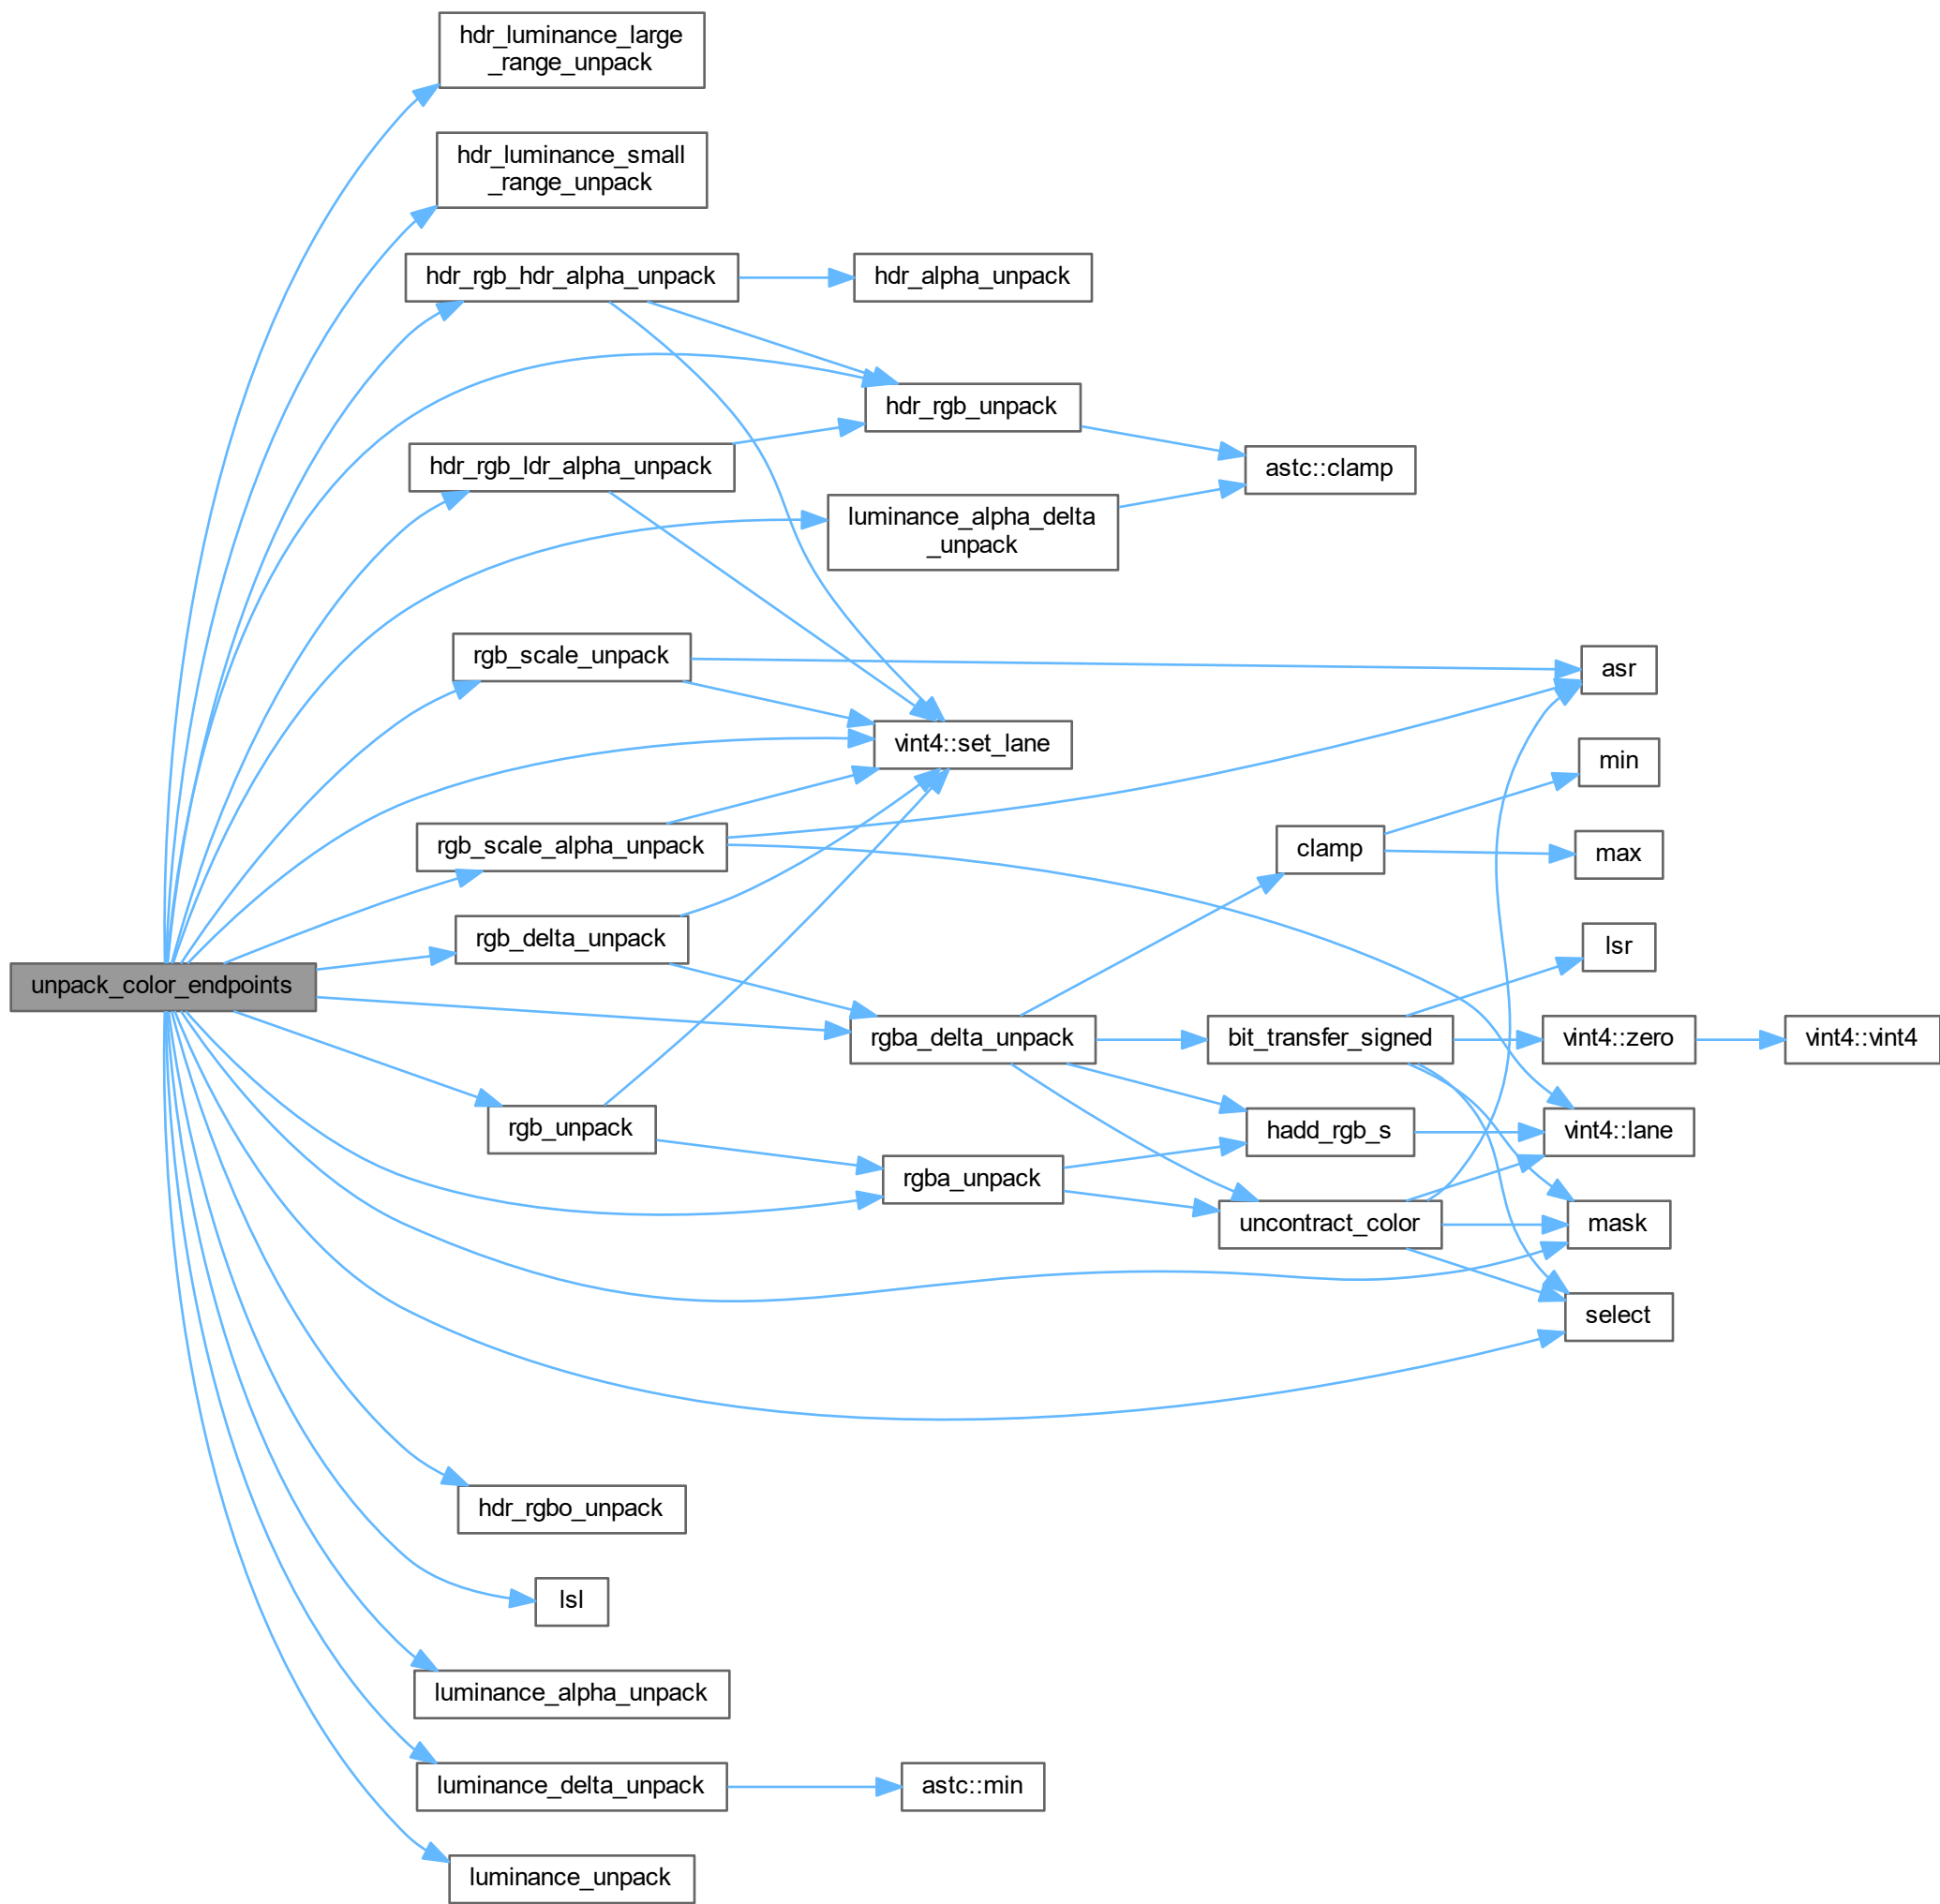 hdr_luminance_large
_range_unpack
hdr_luminance_small
_range_unpack
hdr_rgb_hdr_alpha_unpack
hdr_alpha_unpack
hdr_rgb_unpack
hdr_rgb_ldr_alpha_unpack
astc::clamp
luminance_alpha_delta
_unpack
rgb_scale_unpack
asr
vint4::set_lane
min
rgb_scale_alpha_unpack
clamp
max
rgb_delta_unpack
lsr
unpack_color_endpoints
rgba_delta_unpack
bit_transfer_signed
vint4::zero
vint4::vint4
rgb_unpack
hadd_rgb_s
vint4::lane
rgba_unpack
uncontract_color
mask
select
hdr_rgbo_unpack
lsl
luminance_alpha_unpack
luminance_delta_unpack
astc::min
luminance_unpack